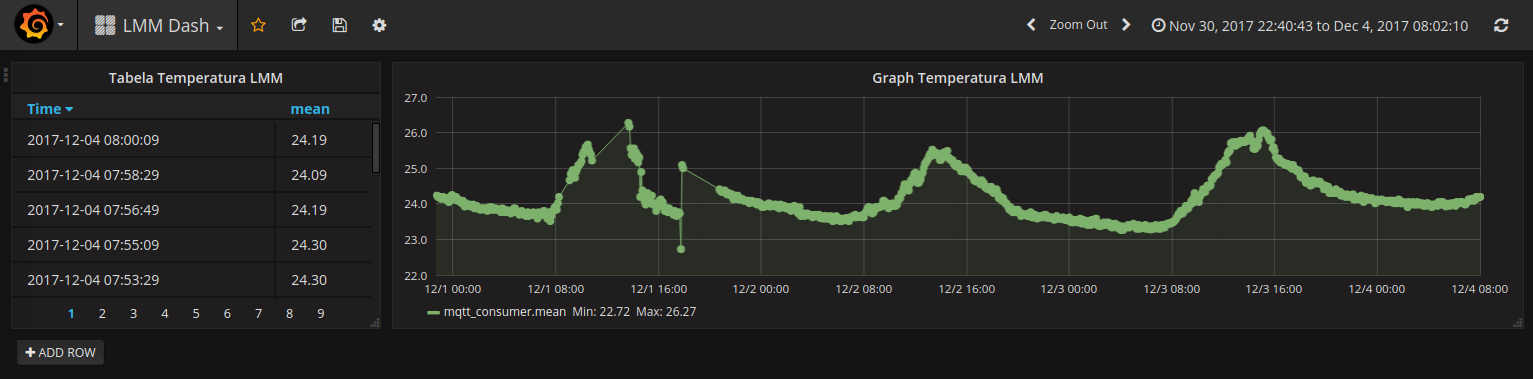 LMM Dash
Zoom Out
Nov 30, 2017 22:40:43 to Dec 4, 2017 08:02:10
Tabela Temperatura LMM
Time mean
2017-12-04 08:00:09 24.19
2017-12-04 07:58:29 24.09
2017-12-04 07:56:49 24.19
2017-12-04 07:55:09 24.30
2017-12-04 07:53:29 24.30
1 2 3 4 5 6 7 8 9
Graph Temperatura LMM
27.0
26.0
25.0
24.0
23.0
22.0
12/1 00:00 12/1 08:00 12/1 16:00 12/2 00:00 12/2 08:00 12/2 16:00 12/3 00:00 12/3 08:00 12/3 16:00 12/4 00:00 12/4 08:00
mqtt_consumer.mean Min: 22.72 Max: 26.27
ADD ROW